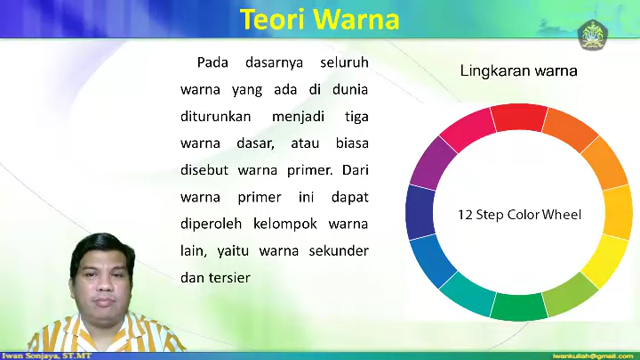 Teori Warna
Pada dasarnya seluruh
warna yang ada di dunia
diturunkan menjadi tiga
warna dasar, atau biasa
disebut warna primer. Dari
warna primer ini dapat
diperoleh kelompok warna
lain, yaitu warna sekunder
dan tersier
Lingkaran warna
12 Step Color Wheel
Iwan Sonjaya, ST.MT
iwankuliah@gmail.com